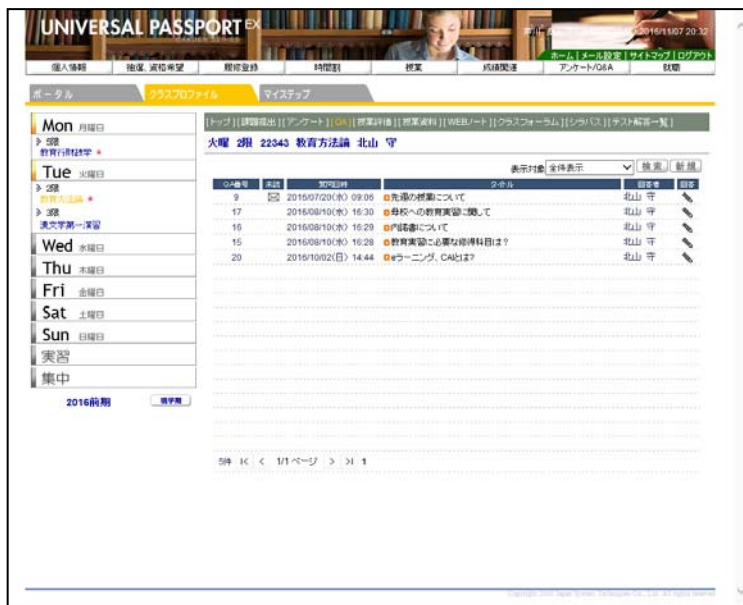 UNIVERSAL PASSPORT EX
2016/11/07 20:32
ホーム | メール設定 | サイトマップ | ログアウト
個人情報 抽選、資格希望 履修登録 時間割 授業 成績関連 アンケート/Q&A 就職
ポータル クラスプロファイル マイステップ
[トップ] [課題提出] [アンケート] [QA] [授業評価] [授業資料] [WEBノート] [クラスフォーラム] [シラバス] [テスト解答一覧]
Mon 月曜日
5限
教育行財政学 *
Tue 火曜日
2限
教育方法論 *
3限
漢文学第一演習
Wed 水曜日
Thu 木曜日
Fri 金曜日
Sat 土曜日
Sun 日曜日
実習
集中
2016前期 現学期
火曜 2限 22343 教育方法論 北山 守
表示対象 全件表示 検索 新規
QA番号 未読 質問日時 タイトル 回答者 回答
9 2016/07/20(水) 09:06 先週の授業について 北山 守
17 2016/08/10(水) 16:30 母校への教育実習に関して 北山 守
16 2016/08/10(水) 16:29 内諾書について 北山 守
15 2016/08/10(水) 16:28 教育実習に必要な修得科目は? 北山 守
20 2016/10/02(日) 14:44 eラーニング、CAIとは? 北山 守
5件 |< < 1/1 ページ > >| 1